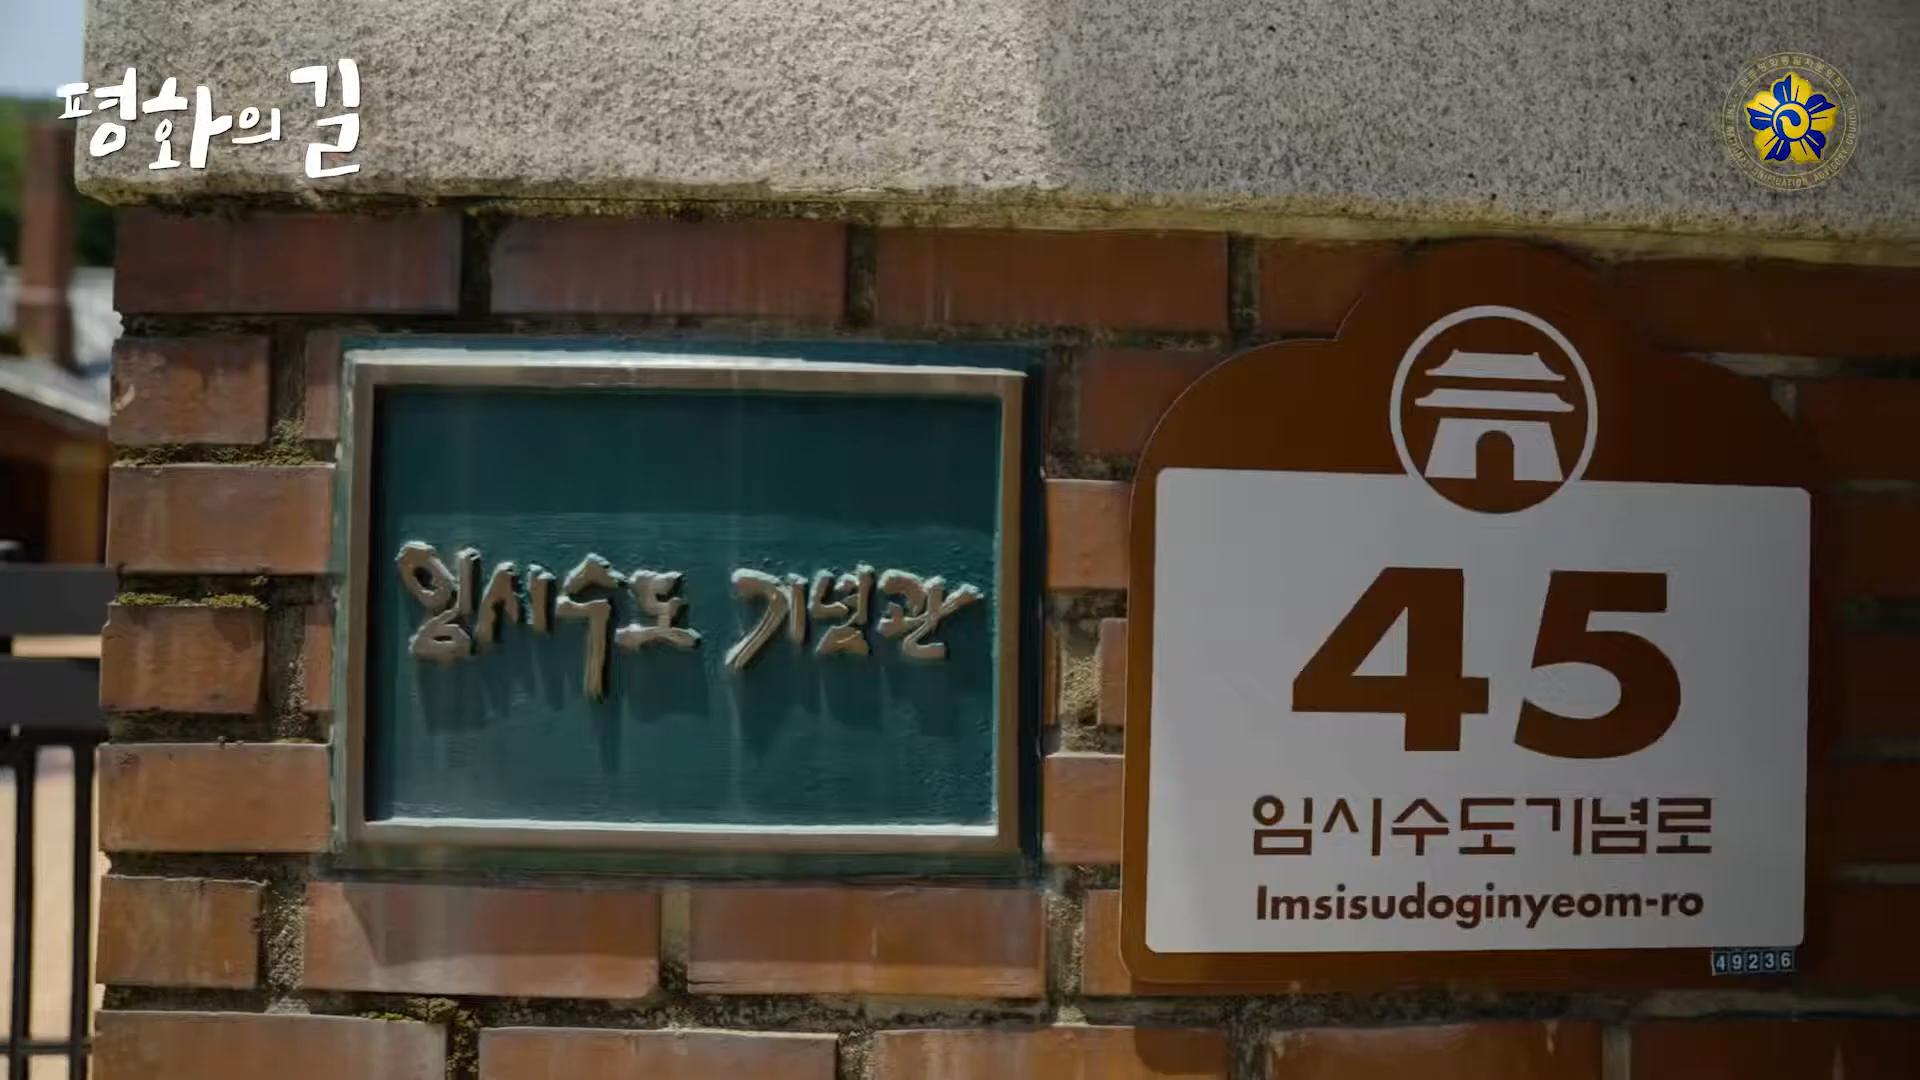 평화의 길
임시수도 기념관
45
임시수도기념로
Imsisudoginyeom-ro
49236